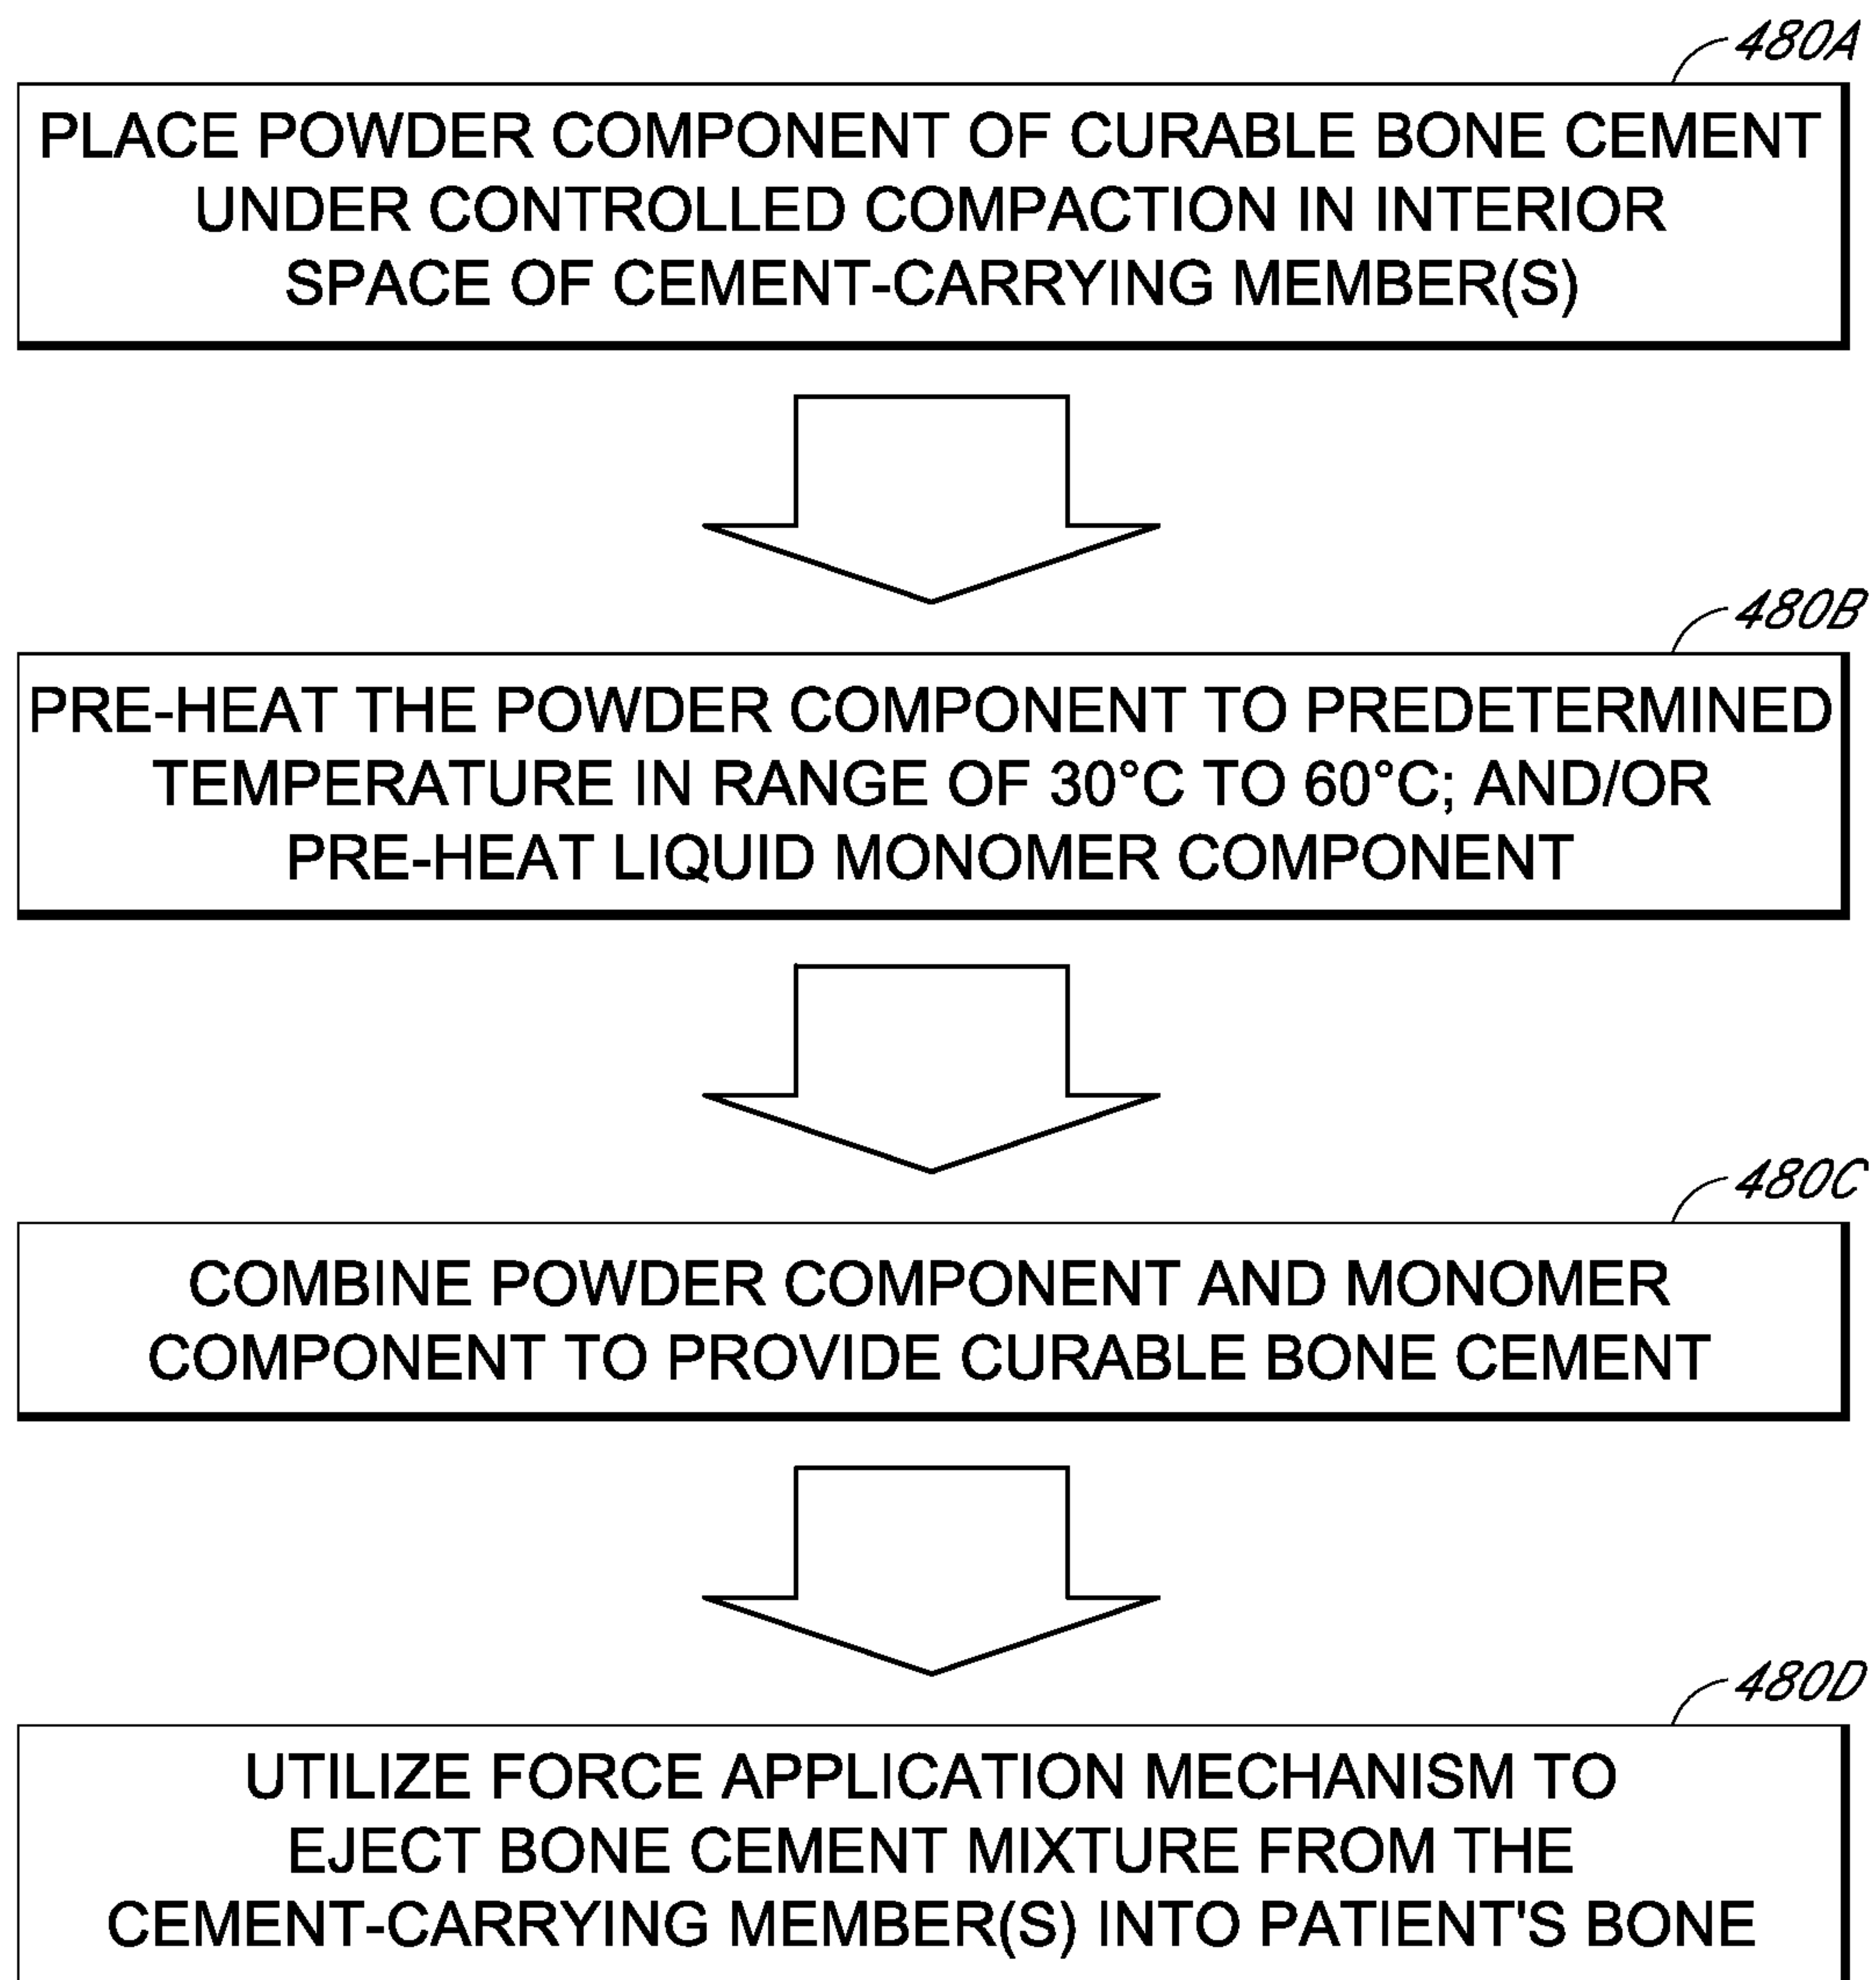 480A
PLACE POWDER COMPONENT OF CURABLE BONE CEMENT
UNDER CONTROLLED COMPACTION IN INTERIOR
SPACE OF CEMENT-CARRYING MEMBER(S)
480B
PRE-HEAT THE POWDER COMPONENT TO PREDETERMINED
TEMPERATURE IN RANGE OF 30°C TO 60°C; AND/OR
PRE-HEAT LIQUID MONOMER COMPONENT
480C
COMBINE POWDER COMPONENT AND MONOMER
COMPONENT TO PROVIDE CURABLE BONE CEMENT
480D
UTILIZE FORCE APPLICATION MECHANISM TO
EJECT BONE CEMENT MIXTURE FROM THE
CEMENT-CARRYING MEMBER(S) INTO PATIENT'S BONE